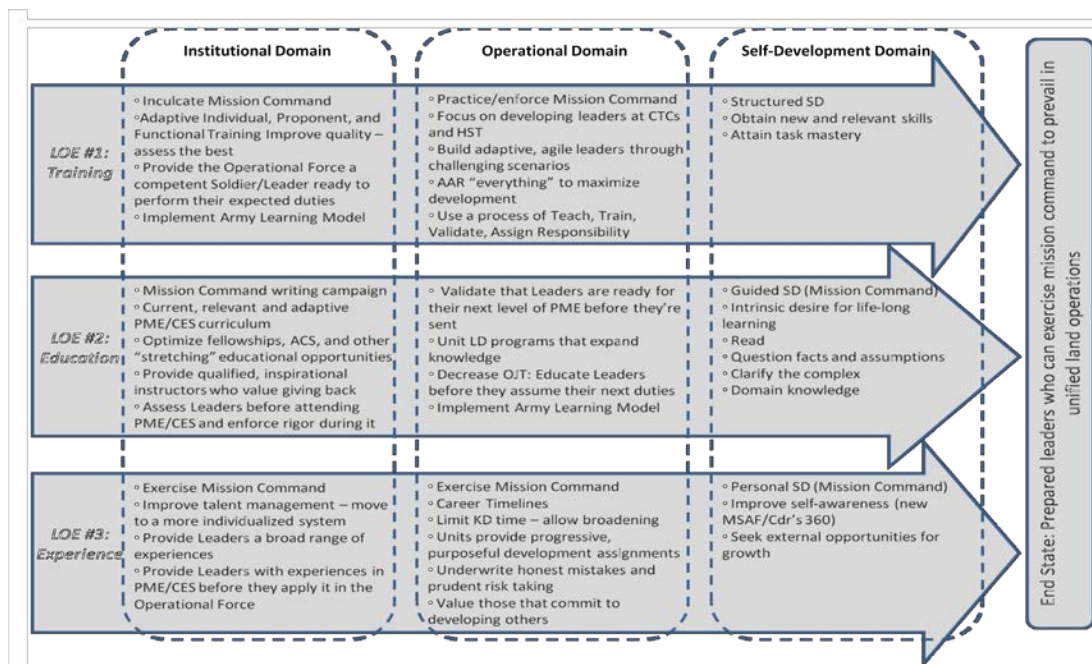 Institutional Domain
Operational Domain
Self-Development Domain
LOE #1:
Training
▫ Inculcate Mission Command
▫Adaptive Individual, Proponent, and
Functional Training Improve quality –
assess the best
▫ Provide the Operational Force a
competent Soldier/Leader ready to
perform their expected duties
▫ Implement Army Learning Model
▫ Practice/enforce Mission Command
▫ Focus on developing leaders at CTCs
and HST
▫ Build adaptive, agile leaders through
challenging scenarios
▫ AAR “everything” to maximize
development
▫ Use a process of Teach, Train,
Validate, Assign Responsibility
▫ Structured SD
▫ Obtain new and relevant skills
▫ Attain task mastery
LOE #2:
Education
▫ Mission Command writing campaign
▫ Current, relevant and adaptive
PME/CES curriculum
▫ Optimize fellowships, ACS, and other
“stretching” educational opportunities
▫ Provide qualified, inspirational
instructors who value giving back
▫ Assess Leaders before attending
PME/CES and enforce rigor during it
▫ Validate that Leaders are ready for
their next level of PME before they’re
sent
▫ Unit LD programs that expand
knowledge
▫ Decrease OJT: Educate Leaders
before they assume their next duties
▫ Implement Army Learning Model
▫ Guided SD (Mission Command)
▫ Intrinsic desire for life-long
learning
▫ Read
▫ Question facts and assumptions
▫ Clarify the complex
▫ Domain knowledge
LOE #3:
Experience
▫ Exercise Mission Command
▫ Improve talent management – move
to a more individualized system
▫ Provide Leaders a broad range of
experiences
▫ Provide Leaders with experiences in
PME/CES before they apply it in the
Operational Force
▫ Exercise Mission Command
▫ Career Timelines
▫ Limit KD time – allow broadening
▫ Units provide progressive,
purposeful development assignments
▫ Underwrite honest mistakes and
prudent risk taking
▫ Value those that commit to
developing others
▫ Personal SD (Mission Command)
▫ Improve self-awareness (new
MSAF/Cdr’s 360)
▫ Seek external opportunities for
growth
End State: Prepared leaders who can exercise mission command to prevail in
unified land operations